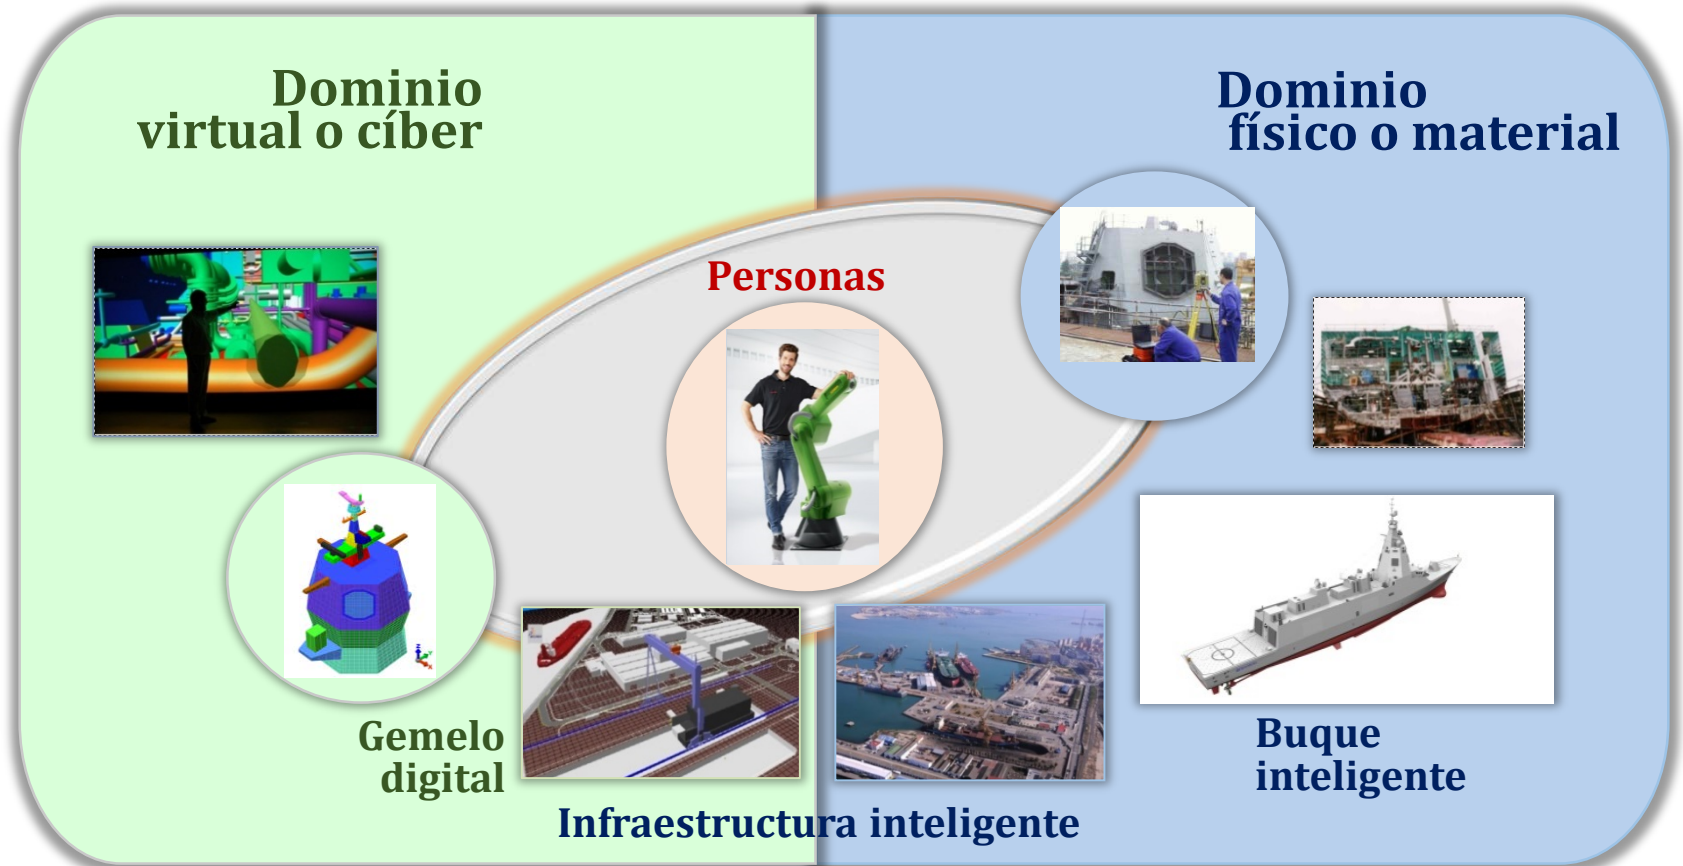 Dominio
virtual o cíber
Dominio
físico o material
Personas
Gemelo
digital
Buque
inteligente
Infraestructura inteligente